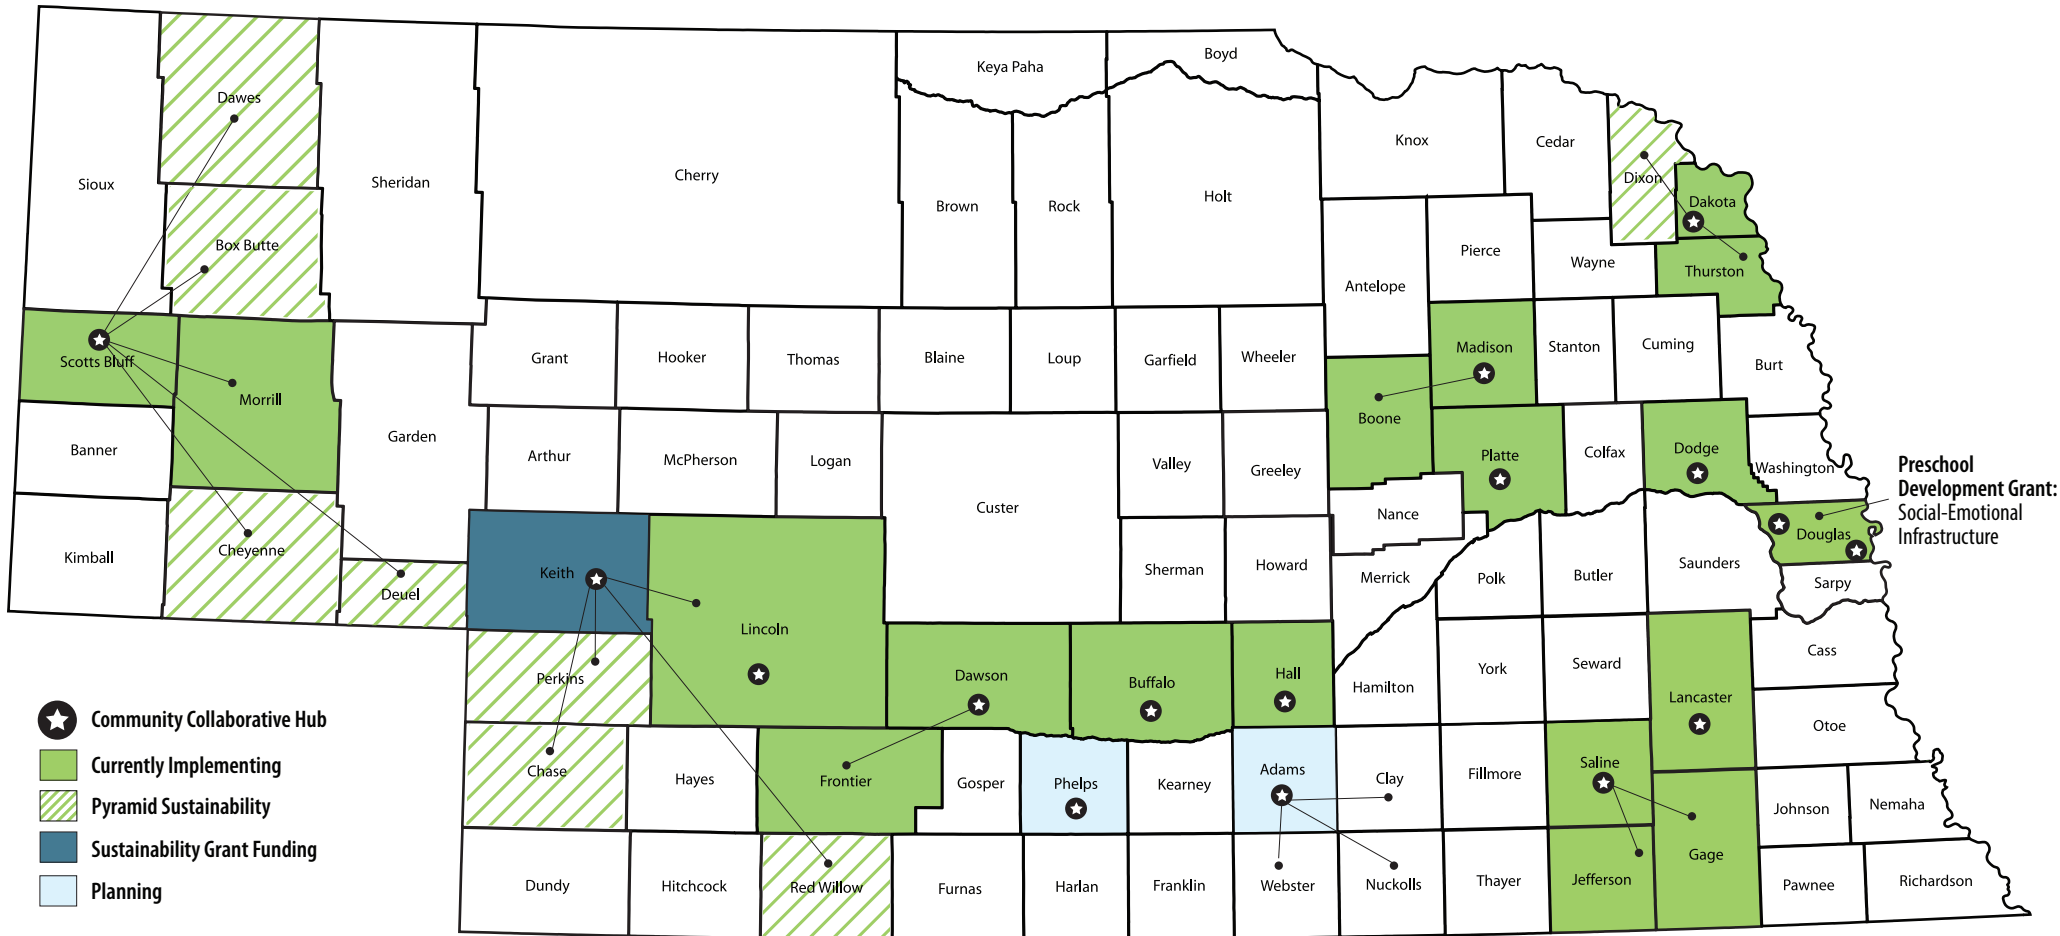 Keya Paha
Boyd
Dawes
Sioux
Sheridan
Cherry
Brown
Rock
Holt
Knox
Cedar
Dixon
Dakota
Box Butte
Pierce
Wayne
Thurston
Antelope
Scotts Bluff
Morrill
Grant
Hooker
Thomas
Blaine
Loup
Garfield
Wheeler
Madison
Stanton
Cuming
Burt
Boone
Banner
Garden
Arthur
McPherson
Logan
Custer
Valley
Greeley
Platte
Colfax
Dodge
Washington
Preschool
Development Grant:
Social-Emotional
Infrastructure
Nance
Douglas
Kimball
Cheyenne
Deuel
Keith
Lincoln
Sherman
Howard
Merrick
Polk
Butler
Saunders
Sarpy
Perkins
Dawson
Buffalo
Hall
Hamilton
York
Seward
Lancaster
Cass
Otoe
Community Collaborative Hub
Currently Implementing
Pyramid Sustainability
Sustainability Grant Funding
Planning
Chase
Hayes
Frontier
Gosper
Phelps
Kearney
Adams
Clay
Fillmore
Saline
Gage
Johnson
Nemaha
Dundy
Hitchcock
Red Willow
Furnas
Harlan
Franklin
Webster
Nuckolls
Thayer
Jefferson
Pawnee
Richardson